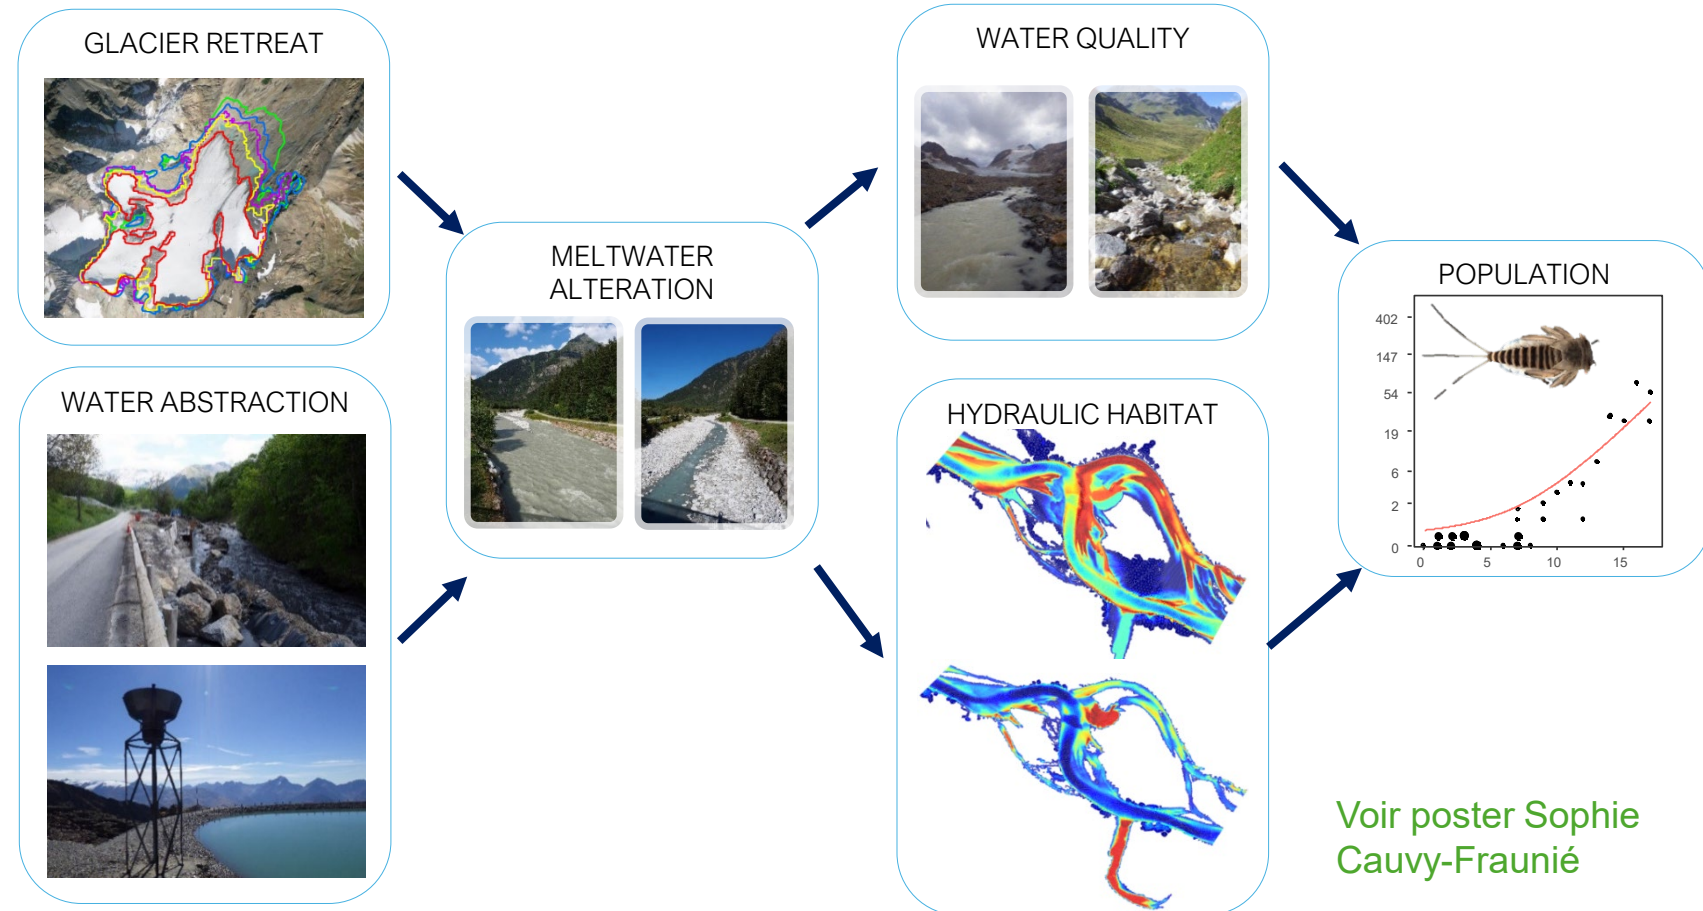 GLACIER RETREAT
WATER ABSTRACTION
MELTWATER
ALTERATION
WATER QUALITY
HYDRAULIC HABITAT
POPULATION
402
147
54
19
6
2
0
0 5 10 15
Voir poster Sophie
Cauvy-Fraunié